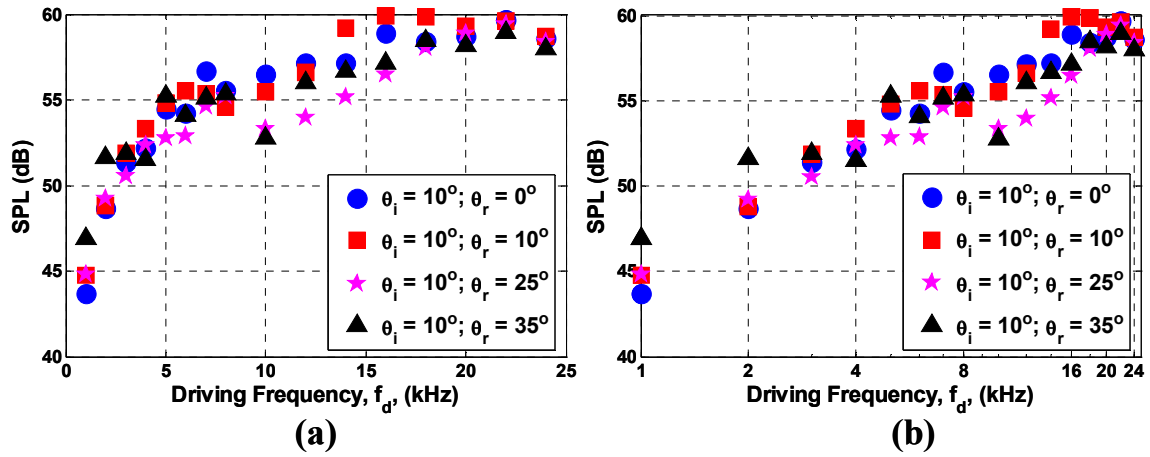 60
55
50
45
40
SPL (dB)
θi = 10o; θr = 0o
θi = 10o; θr = 10o
θi = 10o; θr = 25o
θi = 10o; θr = 35o
0 5 10 15 20 25
Driving Frequency, fd, (kHz)
(a)
60
55
50
45
40
SPL (dB)
θi = 10o; θr = 0o
θi = 10o; θr = 10o
θi = 10o; θr = 25o
θi = 10o; θr = 35o
1 2 4 8 16 20 24
Driving Frequency, fd, (kHz)
(b)